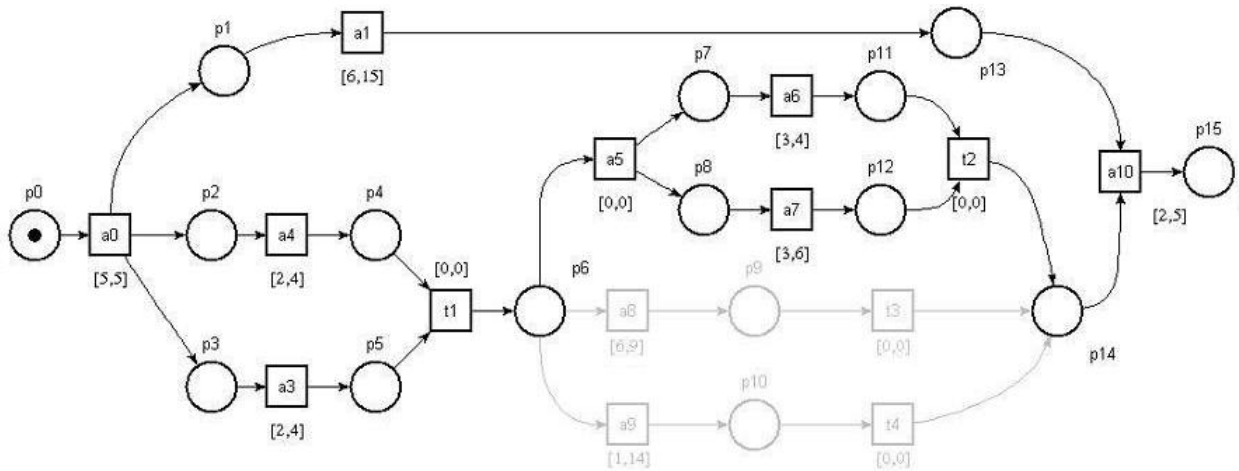 p1
a1
[6,15]
p13
p7
a6
[3,4]
p11
p0
a0
[5,5]
p2
a4
[2,4]
p4
a5
[0,0]
p8
a7
[3,6]
p12
t2
[0,0]
a10
[2,5]
p15
[0,0]
t1
p6
p9
a8
[6,9]
t3
[0,0]
p14
p3
a3
[2,4]
p5
p10
a9
[1,14]
t4
[0,0]